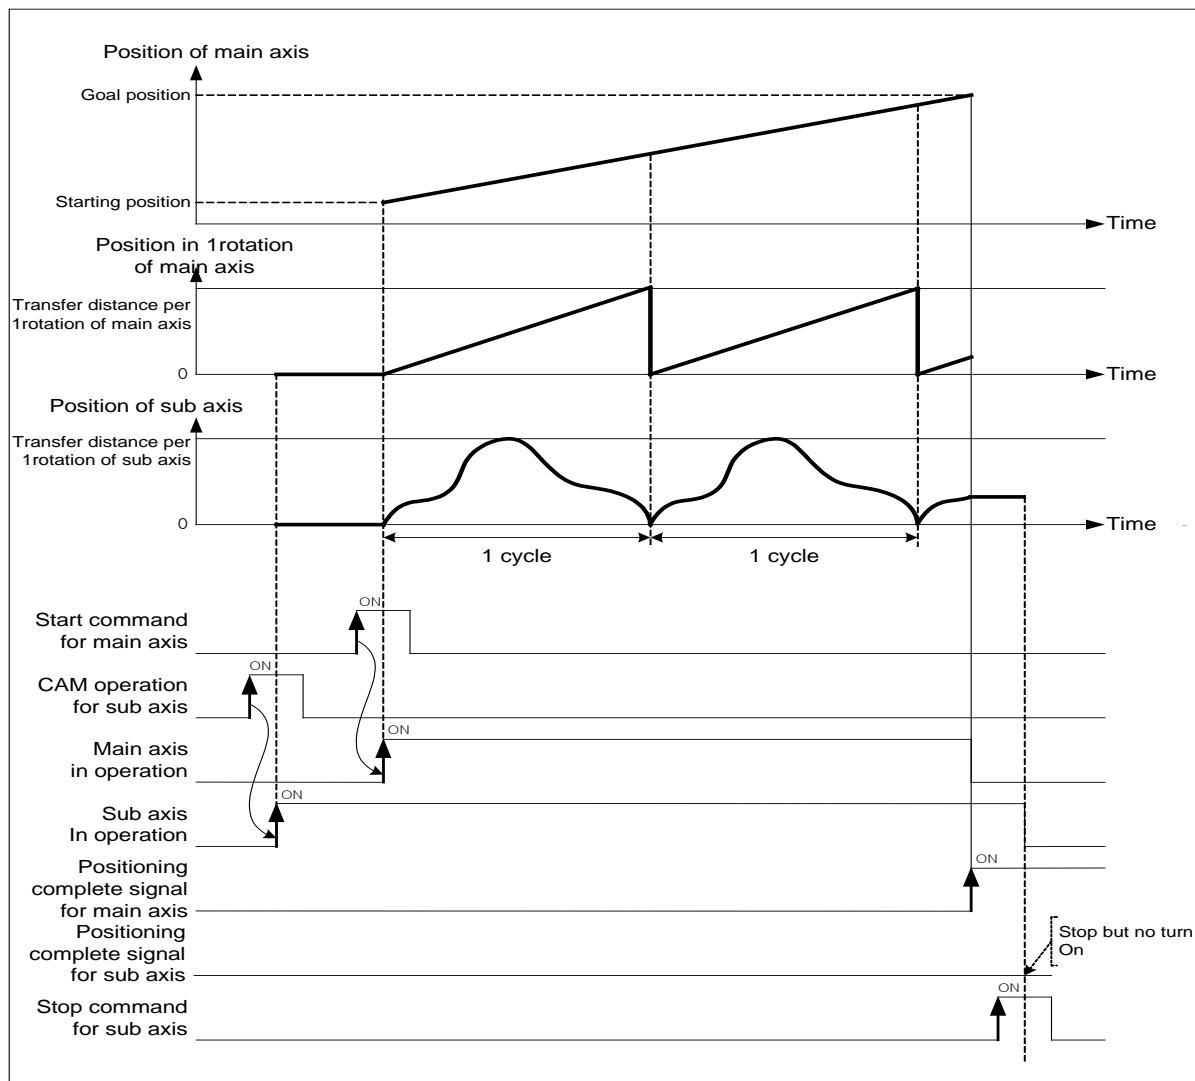 Position of main axis
Goal position
Starting position
Time
Position in 1rotation
of main axis
Transfer distance per
1rotation of main axis
0
Time
Position of sub axis
Transfer distance per
1rotation of sub axis
0
Time
1 cycle
1 cycle
ON
Start command
for main axis
ON
CAM operation
for sub axis
ON
Main axis
in operation
ON
Sub axis
In operation
ON
Positioning
complete signal
for main axis
Positioning
complete signal
for sub axis
Stop but no turn
On
ON
Stop command
for sub axis